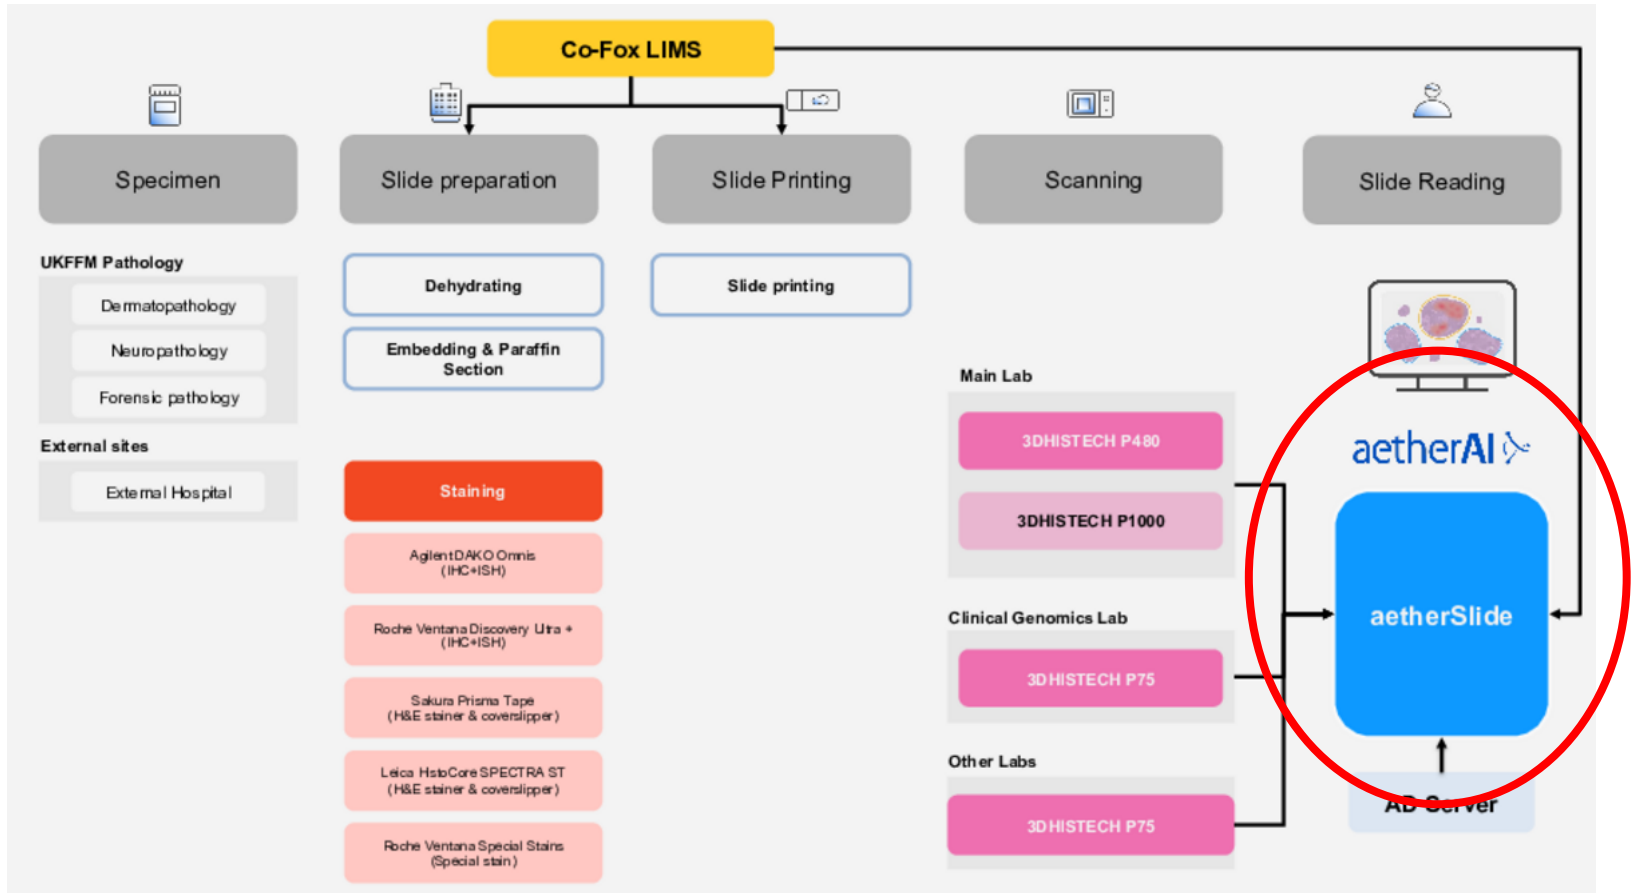 Co-Fox LIMS
Specimen
Slide preparation
Slide Printing
Scanning
Slide Reading
UKFFM Pathology
Dermatopathology
Neuropathology
Forensic pathology
External sites
External Hospital
Dehydrating
Embedding & Paraffin
Section
Staining
Agilent DAKO Omnis
(IHC+ISH)
Roche Ventana Discovery Ultra +
(IHC+ISH)
Sakura Prisma Tape
(H&E stainer & coverslipper)
Leica HstoCore SPECTRA ST
(H&E stainer & coverslipper)
Roche Ventana Special Stains
(Special stain)
Slide printing
Main Lab
3DHISTECH P480
3DHISTECH P1000
Clinical Genomics Lab
3DHISTECH P75
Other Labs
3DHISTECH P75
aetherAI
aetherSlide
AD Server